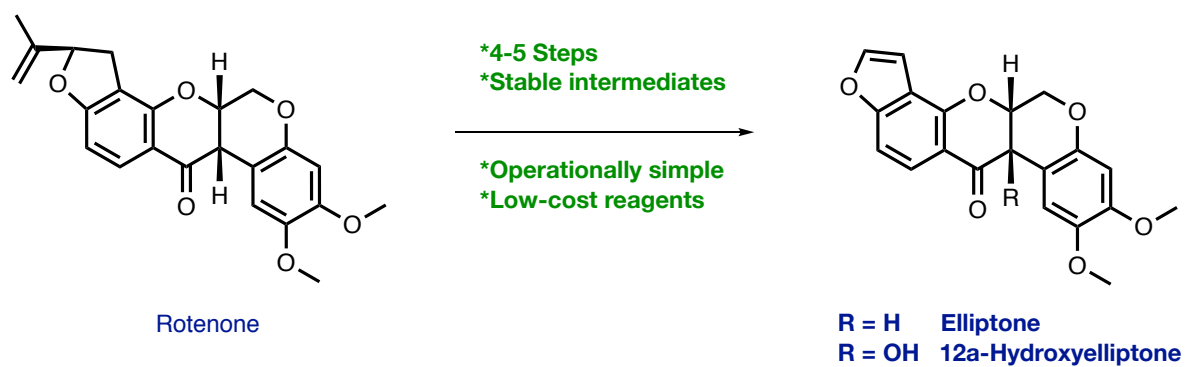 *4-5 Steps
*Stable intermediates
*Operationally simple
*Low-cost reagents
O
O
H
O
O
H
O
O
Rotenone
O
O
H
O
O
R
O
O
R = H Elliptone
R = OH 12a-Hydroxyelliptone